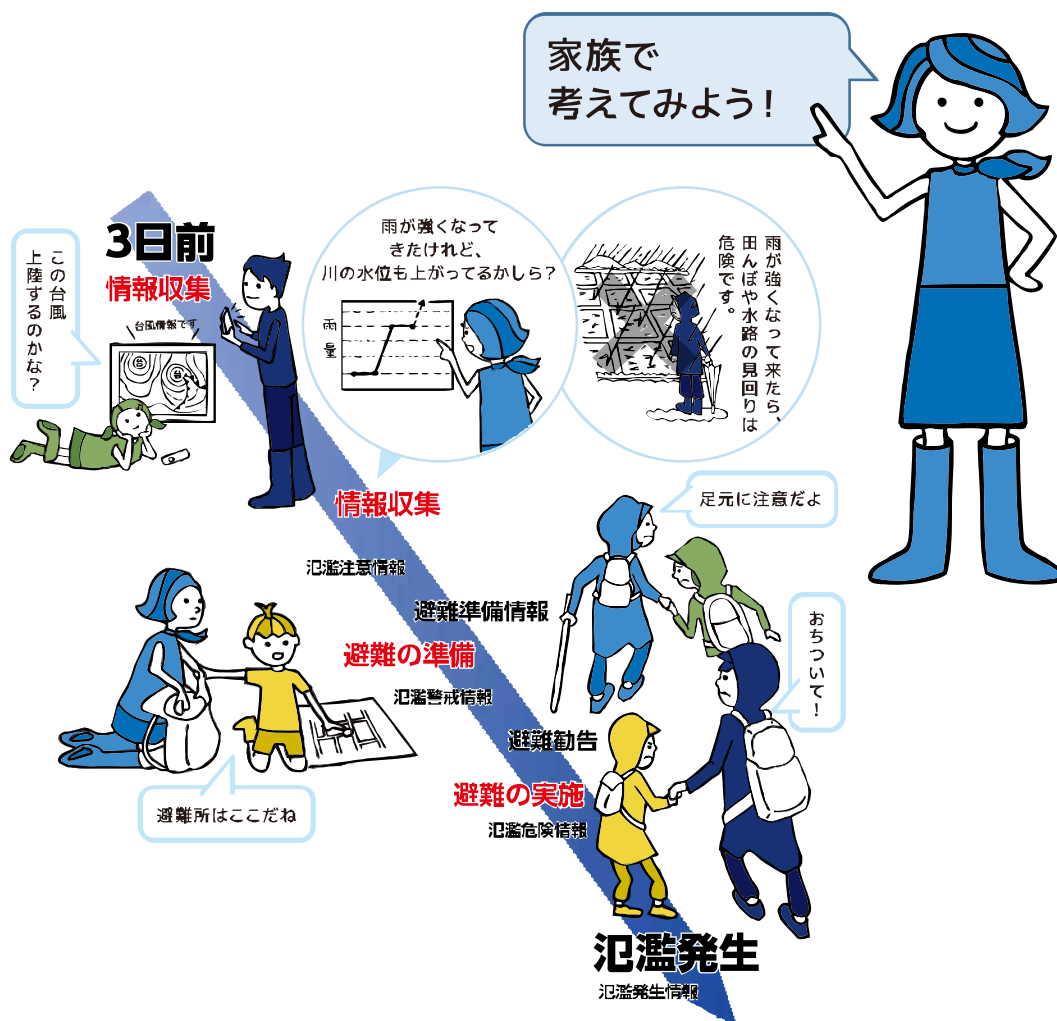 家族で
考えてみよう！
3日前
情報収集
この台風
上陸するのかな？
台風情報です
雨が強くなって
きたけれど、
川の水位も上がってるかしら？
雨量
雨が強くなって来たら、
田んぼや水路の見回りは
危険です。
情報収集
氾濫注意情報
足元に注意だよ
避難準備情報
避難の準備
氾濫警戒情報
おちついて！
避難勧告
避難所はここだね
避難の実施
氾濫危険情報
氾濫発生
氾濫発生情報